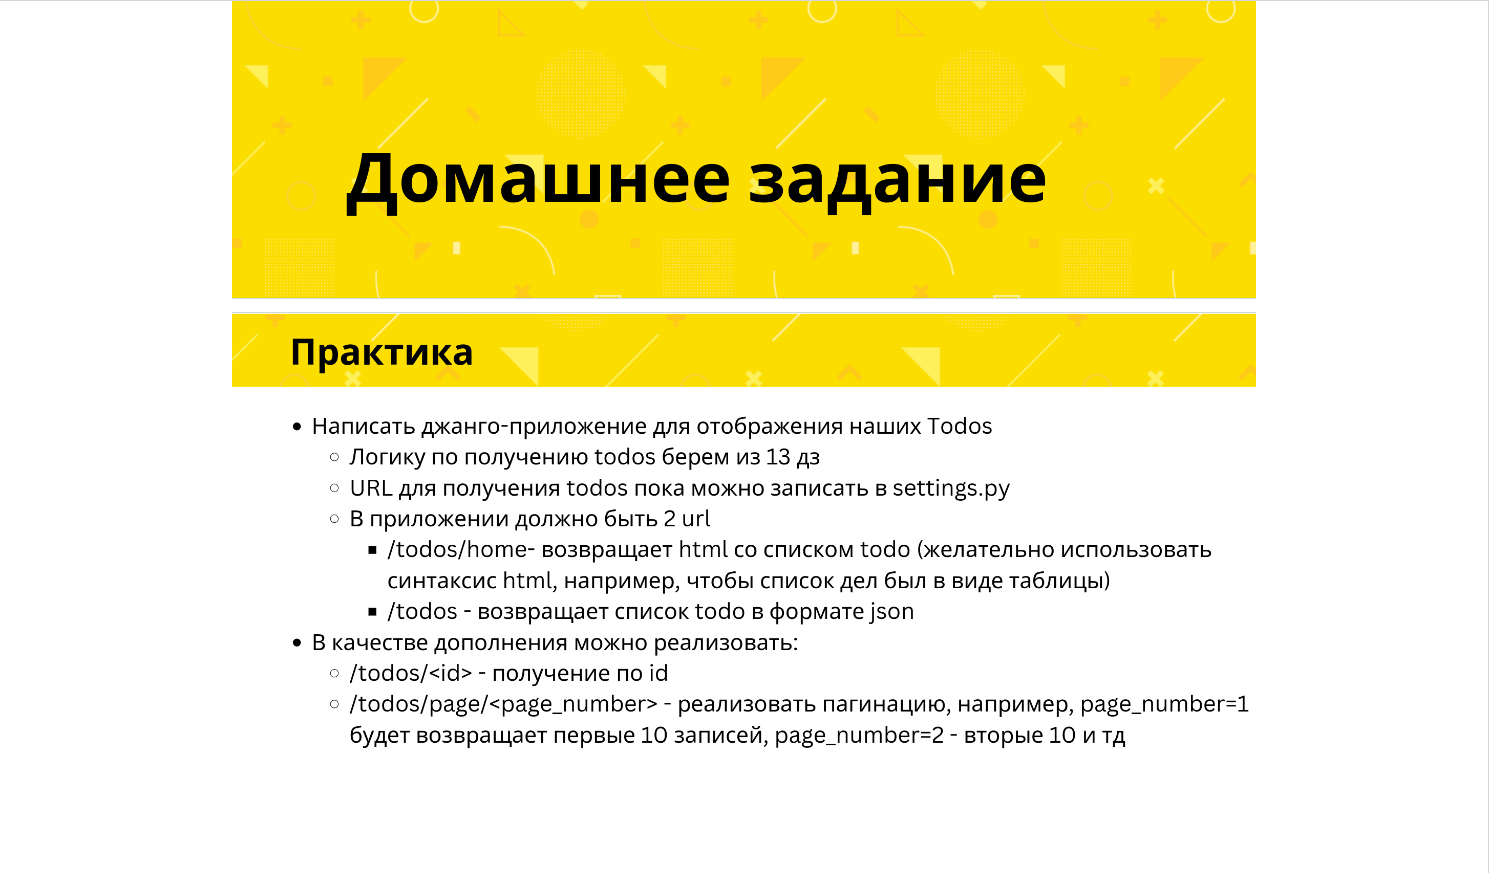 Домашнее задание
Практика
• Написать джанго-приложение для отображения наших Todos
○ Логику по получению todos берем из 13 дз
○ URL для получения todos пока можно записать в settings.py
○ В приложении должно быть 2 url
▪ /todos/home- возвращает html со списком todo (желательно использовать
синтаксис html, например, чтобы список дел был в виде таблицы)
▪ /todos - возвращает список todo в формате json
• В качестве дополнения можно реализовать:
○ /todos/<id> - получение по id
○ /todos/page/<page_number> - реализовать пагинацию, например, page_number=1
будет возвращает первые 10 записей, page_number=2 - вторые 10 и тд